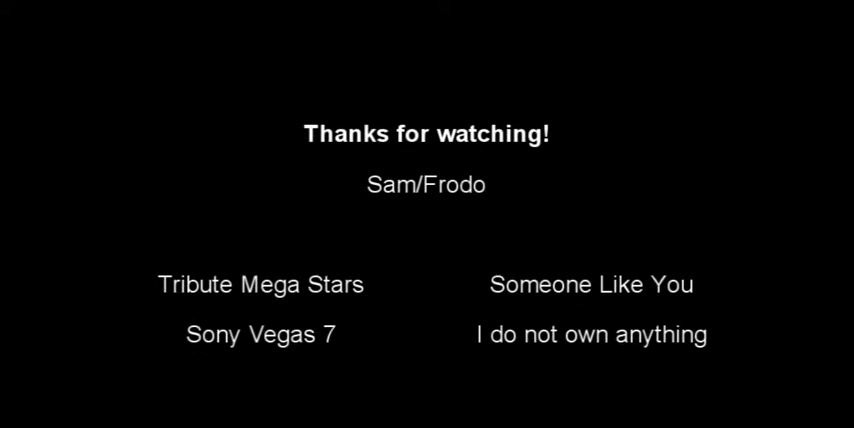 Thanks for watching!
Sam/Frodo
Tribute Mega Stars
Someone Like You
Sony Vegas 7
I do not own anything